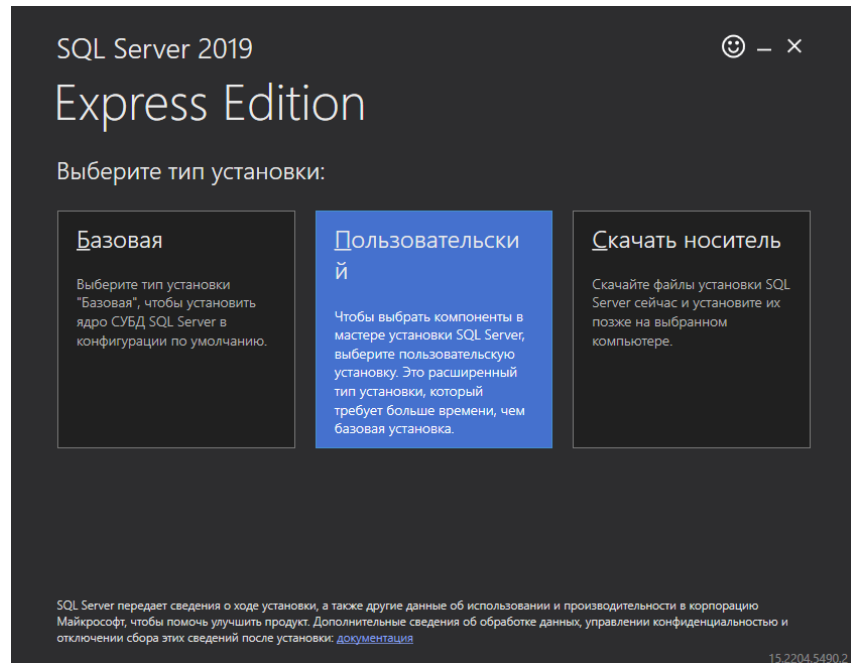 SQL Server 2019
Express Edition
Выберите тип установки:
Базовая
Выберите тип установки
"Базовая", чтобы установить
ядро СУБД SQL Server в
конфигурации по умолчанию.
Пользовательски
й
Чтобы выбрать компоненты в
мастере установки SQL Server,
выберите пользовательскую
установку. Это расширенный
тип установки, который
требует больше времени, чем
базовая установка.
Скачать носитель
Скачайте файлы установки SQL
Server сейчас и установите их
позже на выбранном
компьютере.
SQL Server передает сведения о ходе установки, а также другие данные об использовании и производительности в корпорацию
Майкрософт, чтобы помочь улучшить продукт. Дополнительные сведения об обработке данных, управлении конфиденциальностью и
отключении сбора этих сведений после установки: документация
15.2204.5490.2